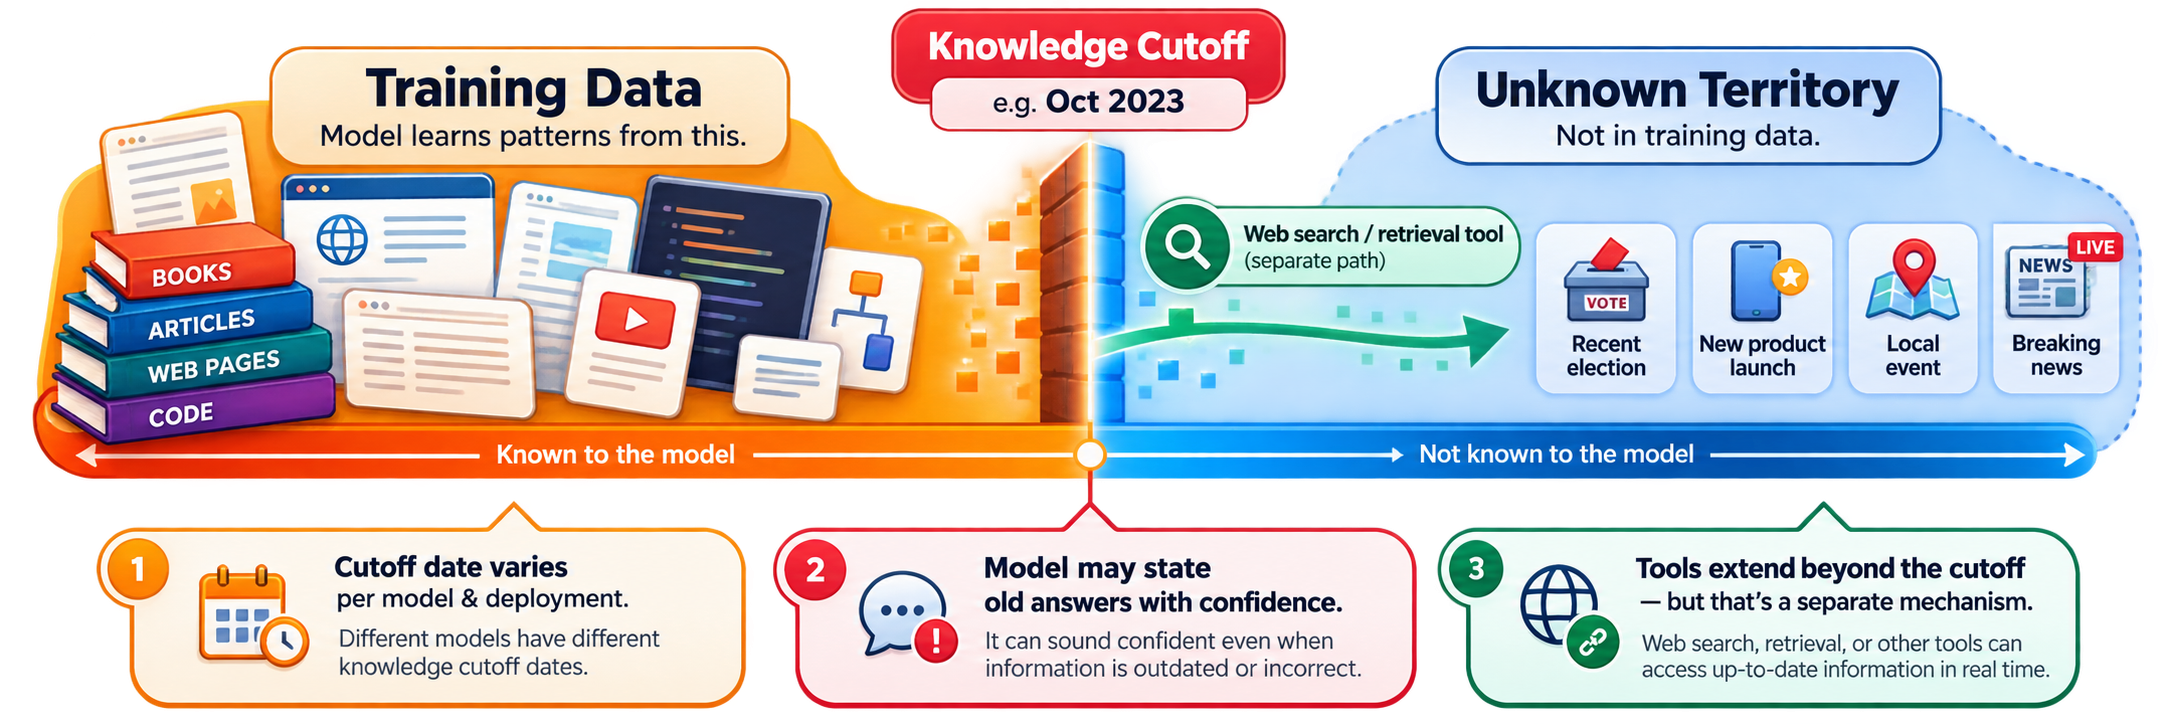 Knowledge Cutoff
e.g. Oct 2023
Training Data
Model learns patterns from this.
Unknown Territory
Not in training data.
BOOKS
ARTICLES
WEB PAGES
CODE
Web search / retrieval tool
(separate path)
VOTE
Recent
election
New product
launch
Local
event
LIVE
NEWS
Breaking
news
Known to the model
Not known to the model
1
Cutoff date varies
per model & deployment.
Different models have different
knowledge cutoff dates.
2
Model may state
old answers with confidence.
It can sound confident even when
information is outdated or incorrect.
3
Tools extend beyond the cutoff
— but that's a separate mechanism.
Web search, retrieval, or other tools can
access up-to-date information in real time.